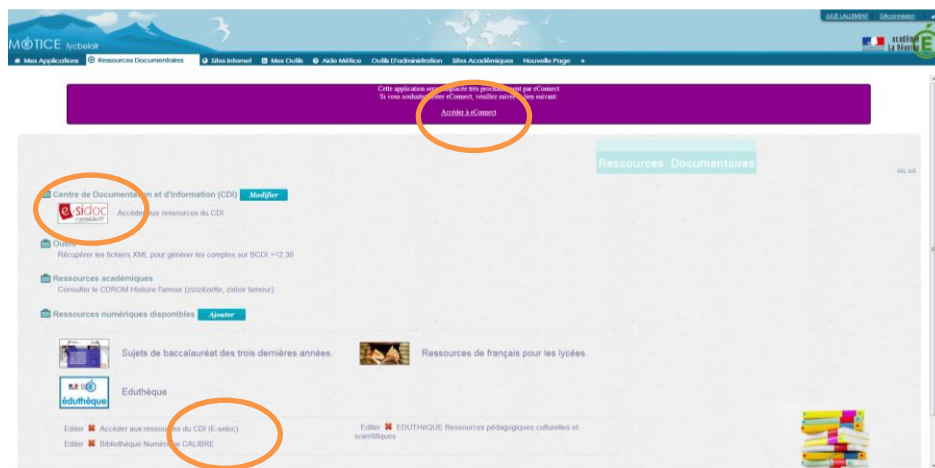 JULIE LALLEMENT Déconnexion
MÓTICE lycbelair
académie
La Réunion
Mes Applications Ressources Documentaires Sites Internet Mes Outils Aide Métice Outils D'administration Sites Académiques Nouvelle Page +
Cette application sera remplacée très prochainement par eConnect
Si vous souhaitez tester eConnect, veuillez suivre le lien suivant:
Accéder à eConnect
Ressources Documentaires
Centre de Documentation et d'Information (CDI) Modifier
e-sidoc
Accéder aux ressources du CDI
Outils
Récupérer les fichiers XML pour générer les comptes sur BCDI >=2.30
Ressources académiques
Consulter le CDROM Histoire l'amour (zizizézette, zistoir lamour)
Ressources numériques disponibles Ajouter
Sujets de baccalauréat des trois dernières années.
Ressources de français pour les lycées
éduthèque
Eduthèque
Editer Accéder aux ressources du CDI (E-sidoc)
Editer EDUTHèQUE Ressources pédagogiques culturelles et
scientifiques
Editer Bibliothèque Numérique CALIBRE